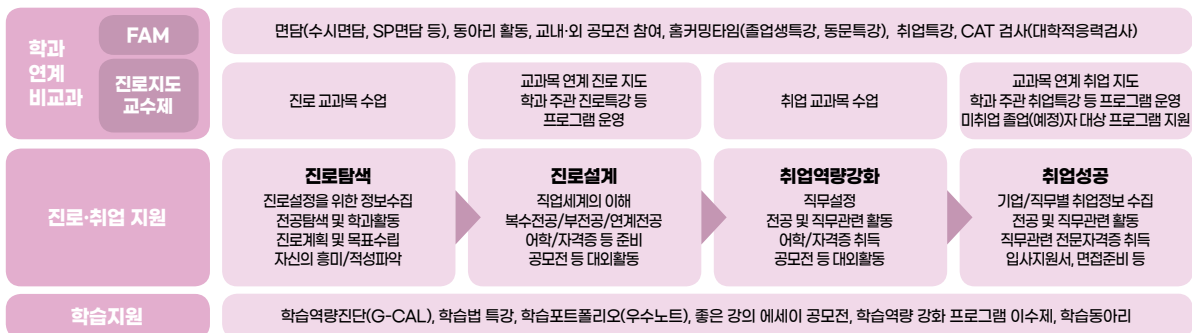 학과
연계
비교과
FAM
면담(수시면담, SP면담 등), 동아리 활동, 교내·외 공모전 참여, 홈커밍타임(졸업생특강, 동문특강), 취업특강, CAT 검사(대학적응력검사)
진로지도
교수제
진로 교과목 수업
교과목 연계 진로 지도
학과 주관 진로특강 등
프로그램 운영
취업 교과목 수업
교과목 연계 취업 지도
학과 주관 취업특강 등 프로그램 운영
미취업 졸업(예정)자 대상 프로그램 지원
진로·취업 지원
진로탐색
진로설정을 위한 정보수집
전공탐색 및 학과활동
진로계획 및 목표수립
자신의 흥미/적성파악
진로설계
직업세계의 이해
복수전공/부전공/연계전공
어학/자격증 등 준비
공모전 등 대외활동
취업역량강화
직무설정
전공 및 직무관련 활동
어학/자격증 취득
공모전 등 대외활동
취업성공
기업/직무별 취업정보 수집
전공 및 직무관련 활동
직무관련 전문자격증 취득
입사지원서, 면접준비 등
학습지원
학습역량진단(G-CAL), 학습법 특강, 학습포트폴리오(우수노트), 좋은 강의 에세이 공모전, 학습역량 강화 프로그램 이수제, 학습동아리